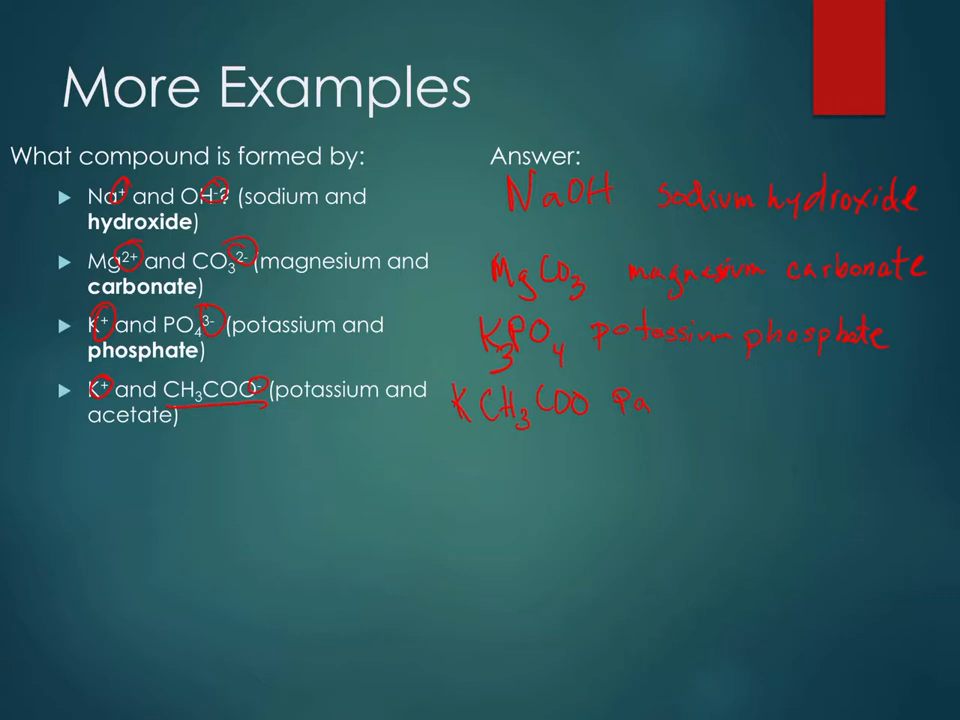 More Examples
What compound is formed by:
Answer:
▶ Na⁺ and OH⁻? (sodium and
hydroxide)
NaOH sodium hydroxide
▶ Mg²⁺ and CO₃²⁻ (magnesium and
carbonate)
MgCO₃ magnesium carbonate
▶ K⁺ and PO₄³⁻ (potassium and
phosphate)
K₃PO₄ potassium phosphate
▶ K⁺ and CH₃COO⁻ (potassium and
acetate)
KCH₃COO Pa